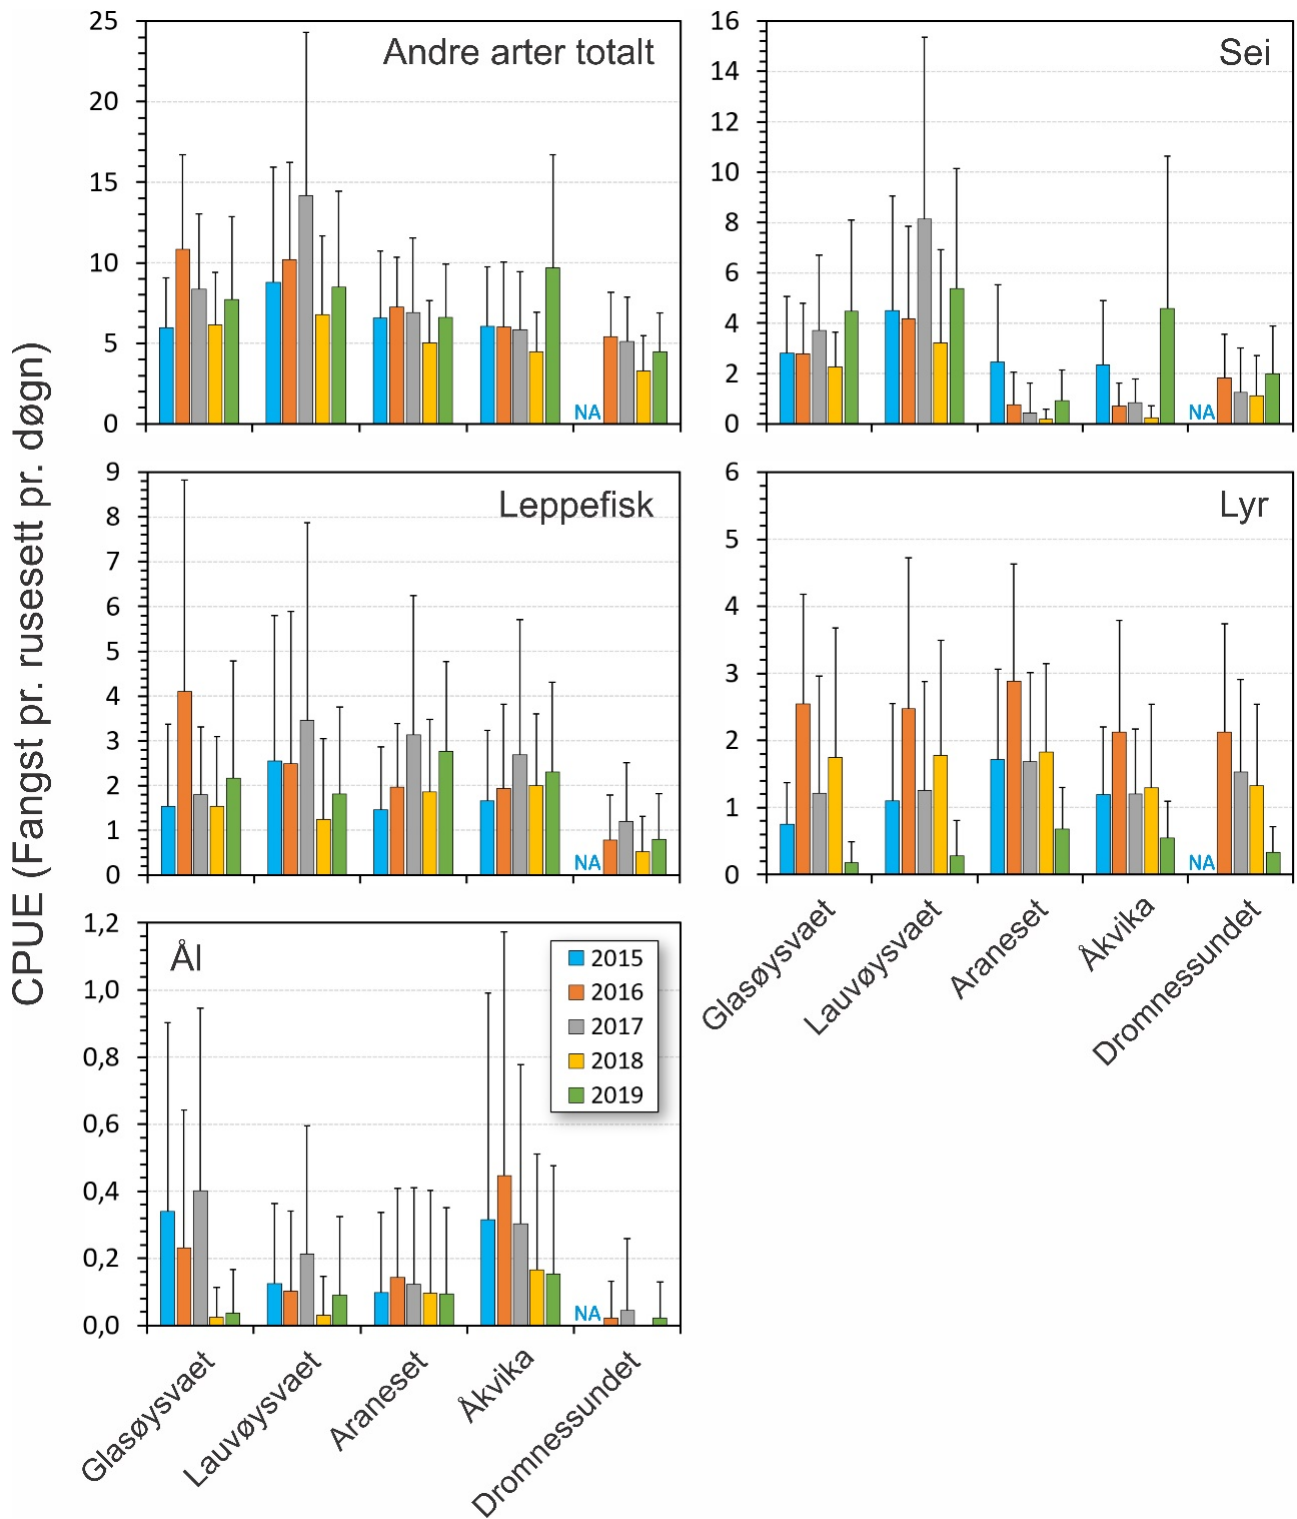 CPUE (Fangst pr. rusesett pr. døgn)
Andre arter totalt
25
20
15
10
5
0
NA
Sei
16
14
12
10
8
6
4
2
0
NA
Leppefisk
9
8
7
6
5
4
3
2
1
0
NA
Lyr
6
5
4
3
2
1
0
NA
Glasøysvaet
Lauvøysvaet
Araneset
Åkvika
Dromnessundet
Ål
1,2
1,0
0,8
0,6
0,4
0,2
0,0
NA
2015
2016
2017
2018
2019
Glasøysvaet
Lauvøysvaet
Araneset
Åkvika
Dromnessundet